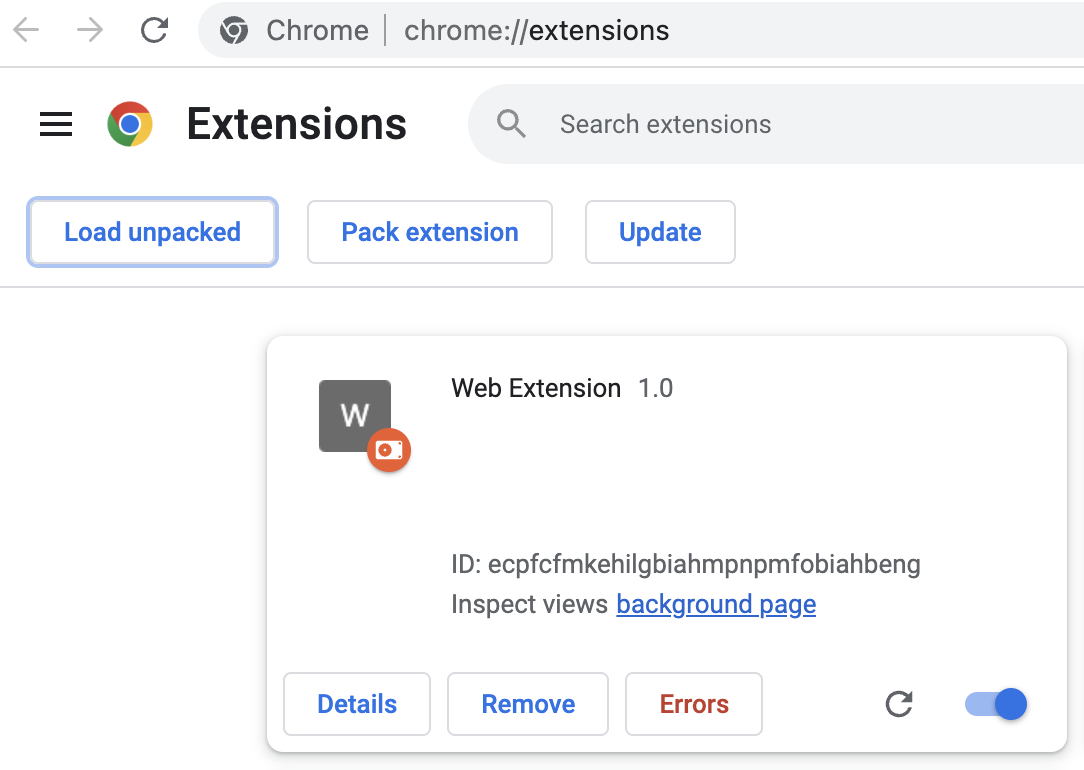 Chrome | chrome://extensions
Extensions
Search extensions
Load unpacked
Pack extension
Update
W
Web Extension 1.0
ID: ecpfcfmkehilgbiahmpnpmfobiahbeng
Inspect views background page
Details
Remove
Errors